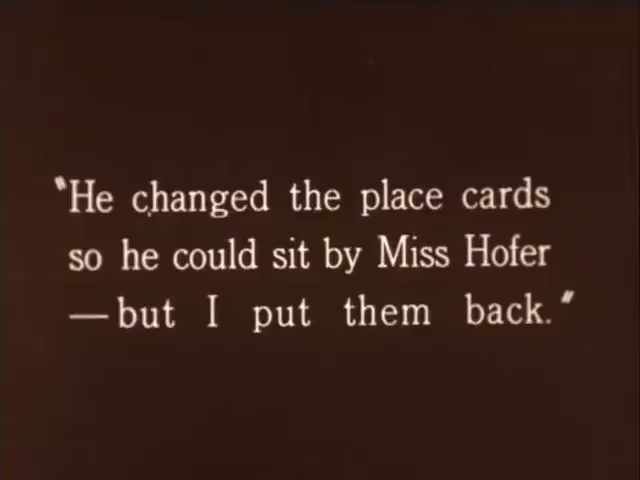 "He changed the place cards
so he could sit by Miss Hofer
—but I put them back."